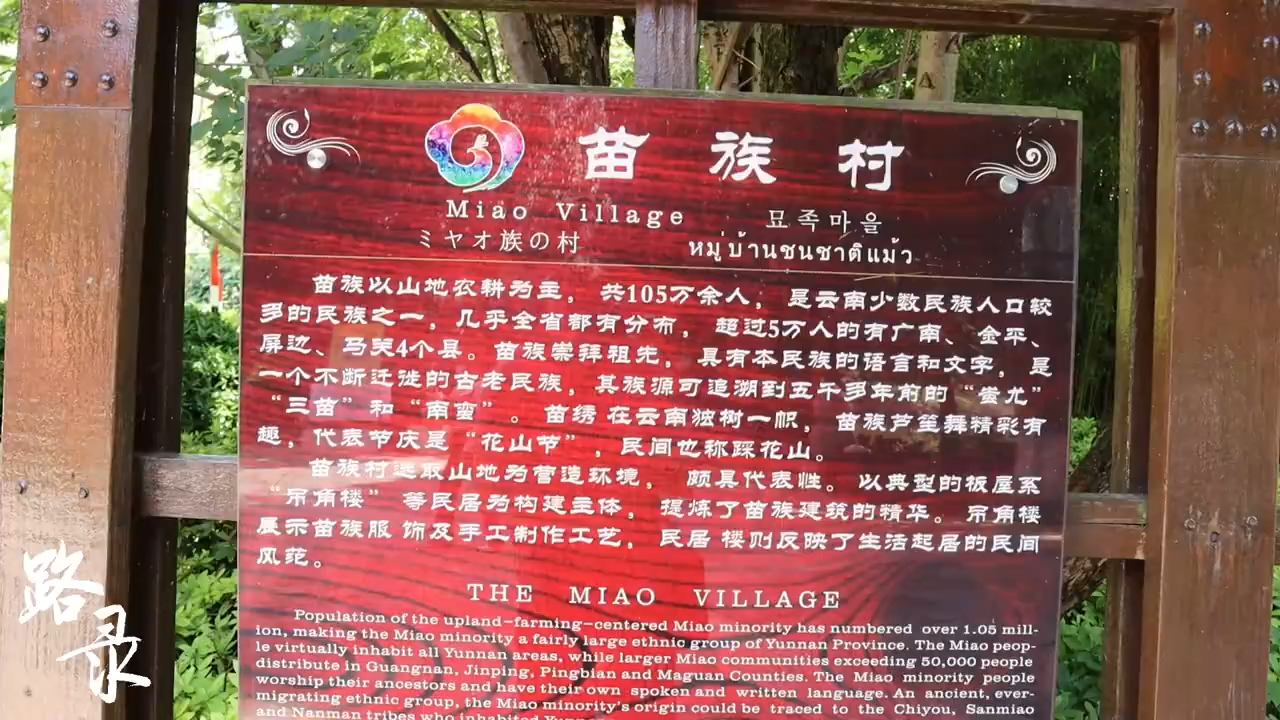 苗族村
Miao Village 묘족마을
ミヤオ族の村 หมู่บ้านชนชาติแม้ว
苗族以山地农耕为主， 共105万余人， 是云南少数民族人口较
多的民族之一，几乎全省都有分布， 超过5万人的有广南、金平、
屏边、马关4个县。苗族崇拜祖先， 具有本民族的语言和文字， 是
一个不断迁徙的古老民族，其族源可追溯到五千多年前的“蚩尤”
“三苗”和“南蛮”。 苗绣 在云南独树一帜， 苗族芦笙舞精彩有
趣，代表节庆是“花山节”，民间也称踩花山。
苗族村选取山地为营造环境， 颇具代表性。 以典型的板屋系
“吊角楼” 等民居为构建主体， 提炼了苗族建筑的精华。 吊角楼
展示苗族服 饰及手工制作工艺， 民居 楼则反映了生活起居的民间
风范。
THE MIAO VILLAGE
Population of the upland-farming-centered Miao minority has numbered over 1.05 mill-
ion, making the Miao minority a fairly large ethnic group of Yunnan Province. The Miao peop-
le virtually inhabit all Yunnan areas, while larger Miao communities exceeding 50,000 people
distribute in Guangnan, Jinping, Pingbian and Maguan Counties. The Miao minority people
worship their ancestors and have their own spoken and written language. An ancient, ever-
migrating ethnic group, the Miao minority's origin could be traced to the Chiyou, Sanmiao
and Nanman tribes who inhabited
路录